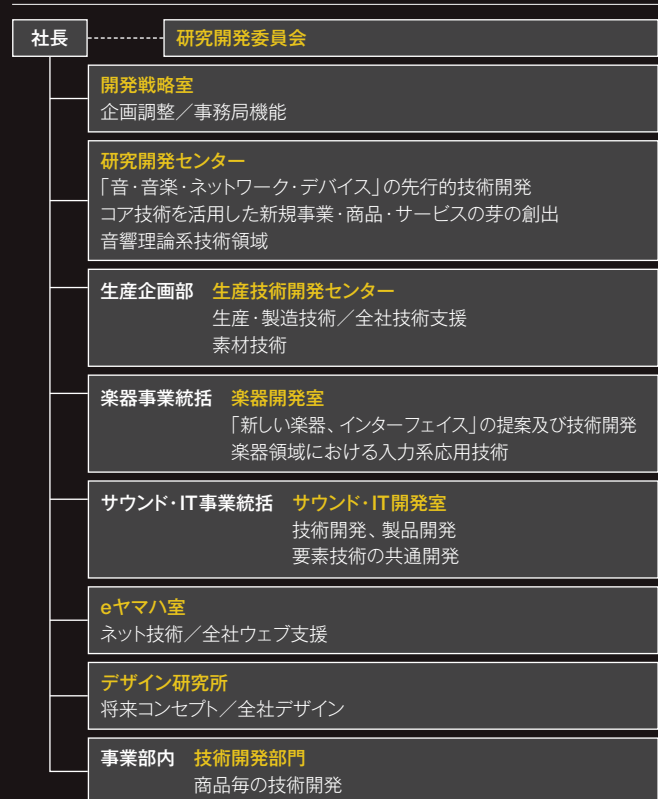 社長 研究開発委員会
開発戦略室
企画調整／事務局機能
研究開発センター
「音・音楽・ネットワーク・デバイス」の先行的技術開発
コア技術を活用した新規事業・商品・サービスの芽の創出
音響理論系技術領域
生産企画部 生産技術開発センター
生産・製造技術／全社技術支援
素材技術
楽器事業統括 楽器開発室
「新しい楽器、インターフェイス」の提案及び技術開発
楽器領域における入力系応用技術
サウンド・IT事業統括 サウンド・IT開発室
技術開発、製品開発
要素技術の共通開発
eヤマハ室
ネット技術／全社ウェブ支援
デザイン研究所
将来コンセプト／全社デザイン
事業部内 技術開発部門
商品毎の技術開発